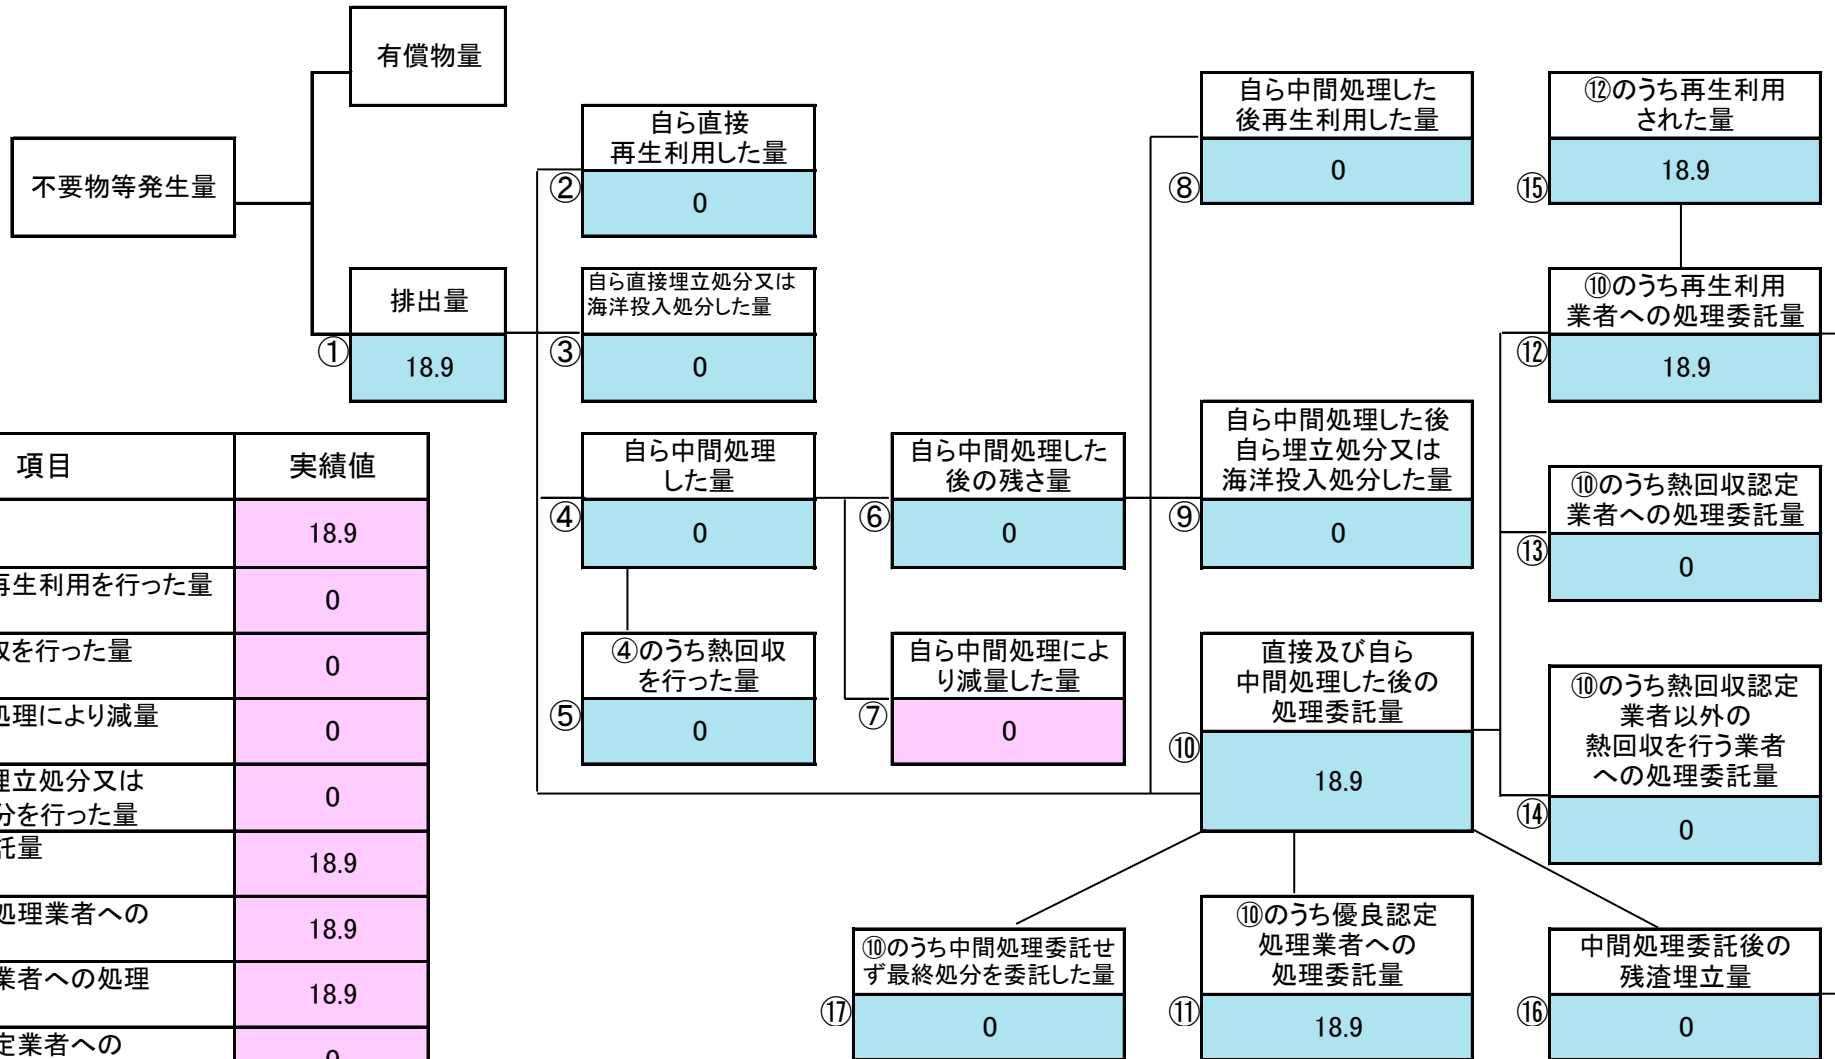 有償物量
不要物等発生量
排出量
①
18.9
自ら直接
再生利用した量
②
0
自ら直接埋立処分又は
海洋投入処分した量
③
0
自ら中間処理
した量
④
0
④のうち熱回収
を行った量
⑤
0
自ら中間処理した
後の残さ量
⑥
0
自ら中間処理によ
り減量した量
⑦
0
自ら中間処理した
後再生利用した量
⑧
0
自ら中間処理した後
自ら埋立処分又は
海洋投入処分した量
⑨
0
直接及び自ら
中間処理した後の
処理委託量
⑩
18.9
⑫のうち再生利用
された量
⑮
18.9
⑩のうち再生利用
業者への処理委託量
⑫
18.9
⑩のうち熱回収認定
業者への処理委託量
⑬
0
⑩のうち熱回収認定
業者以外の
熱回収を行う業者
への処理委託量
⑭
0
⑩のうち中間処理委託せ
ず最終処分を委託した量
⑰
0
⑩のうち優良認定
処理業者への
処理委託量
⑪
18.9
中間処理委託後の
残渣埋立量
⑯
0
項目 実績値
18.9
再生利用を行った量 0
を行った量 0
処理により減量 0
埋立処分又は
を行った量 0
託量 18.9
処理業者への 18.9
業者への処理 18.9
定業者への 0